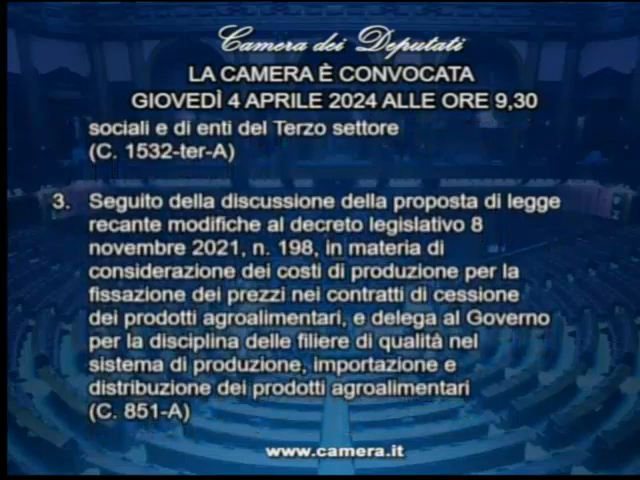 Camera dei Deputati
LA CAMERA È CONVOCATA
GIOVEDÌ 4 APRILE 2024 ALLE ORE 9,30
sociali e di enti del Terzo settore
(C. 1532-ter-A)
3. Seguito della discussione della proposta di legge
recante modifiche al decreto legislativo 8
novembre 2021, n. 198, in materia di
considerazione dei costi di produzione per la
fissazione dei prezzi nei contratti di cessione
dei prodotti agroalimentari, e delega al Governo
per la disciplina delle filiere di qualità nel
sistema di produzione, importazione e
distribuzione dei prodotti agroalimentari
(C. 851-A)
www.camera.it